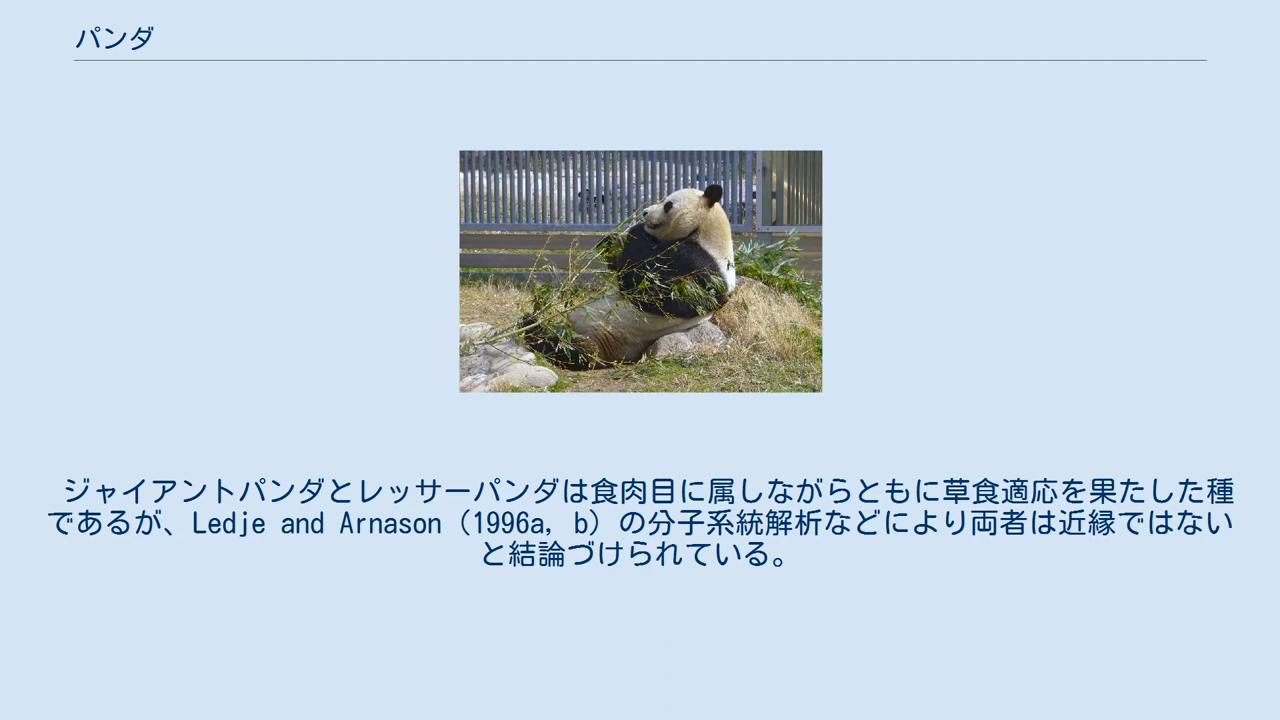 パンダ
ジャイアントパンダとレッサーパンダは食肉目に属しながらともに草食適応を果たした種
であるが、Ledje and Arnason（1996a, b）の分子系統解析などにより両者は近縁ではない
と結論づけられている。